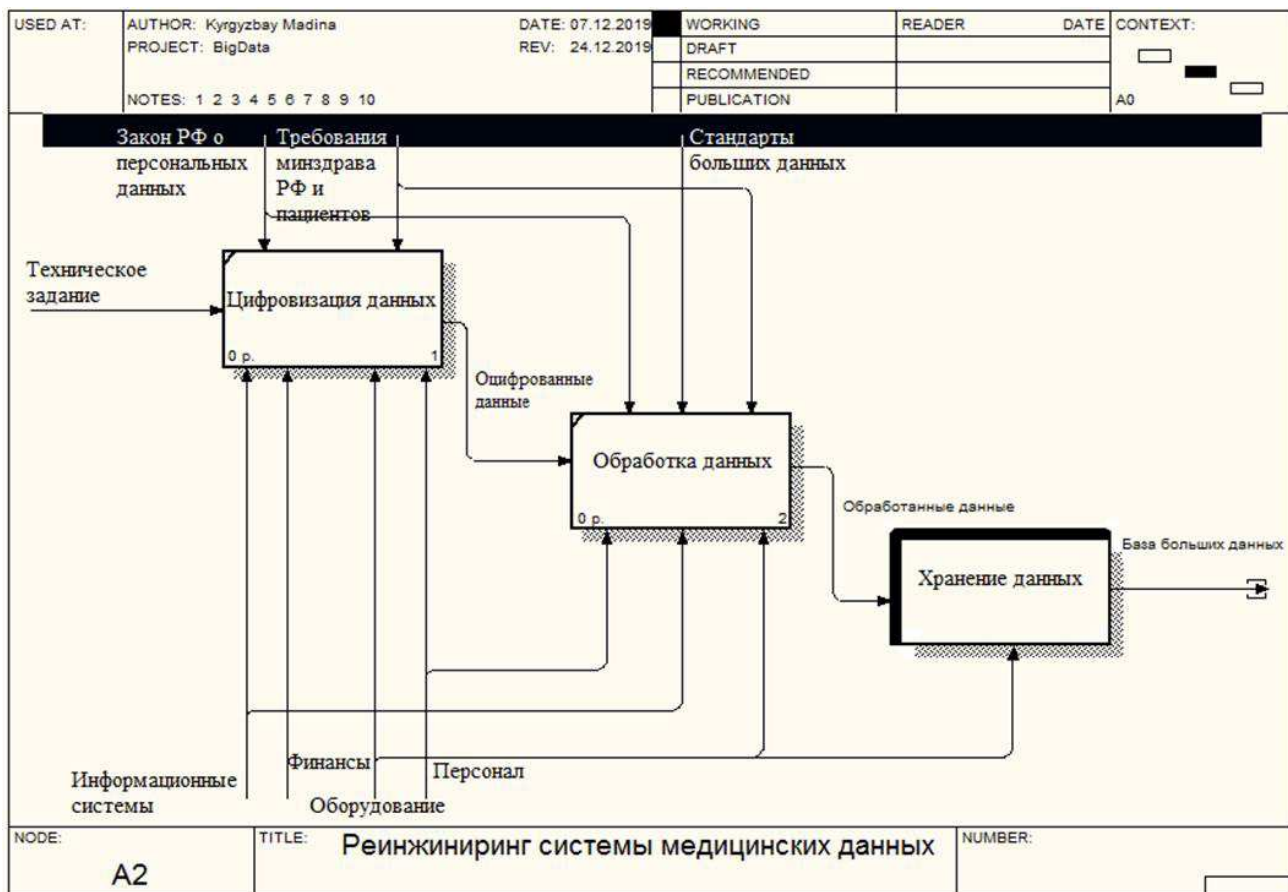 USED AT:
AUTHOR: Kyrgyzbay Madina
DATE: 07.12.2019
PROJECT: BigData
REV: 24.12.2019
NOTES: 1 2 3 4 5 6 7 8 9 10
WORKING
DRAFT
RECOMMENDED
PUBLICATION
READER
DATE
CONTEXT:
A0
Закон РФ о
персональных
данных
Требования
минздрава
РФ и
пациентов
Стандарты
больших данных
Техническое
задание
Цифровизация данных
0 р.
1
Оцифрованные
данные
Обработка данных
0 р.
2
Обработанные данные
Хранение данных
База больших данных
Финансы
Персонал
Информационные
системы
Оборудование
NODE:
A2
TITLE:
Реинжиниринг системы медицинских данных
NUMBER: